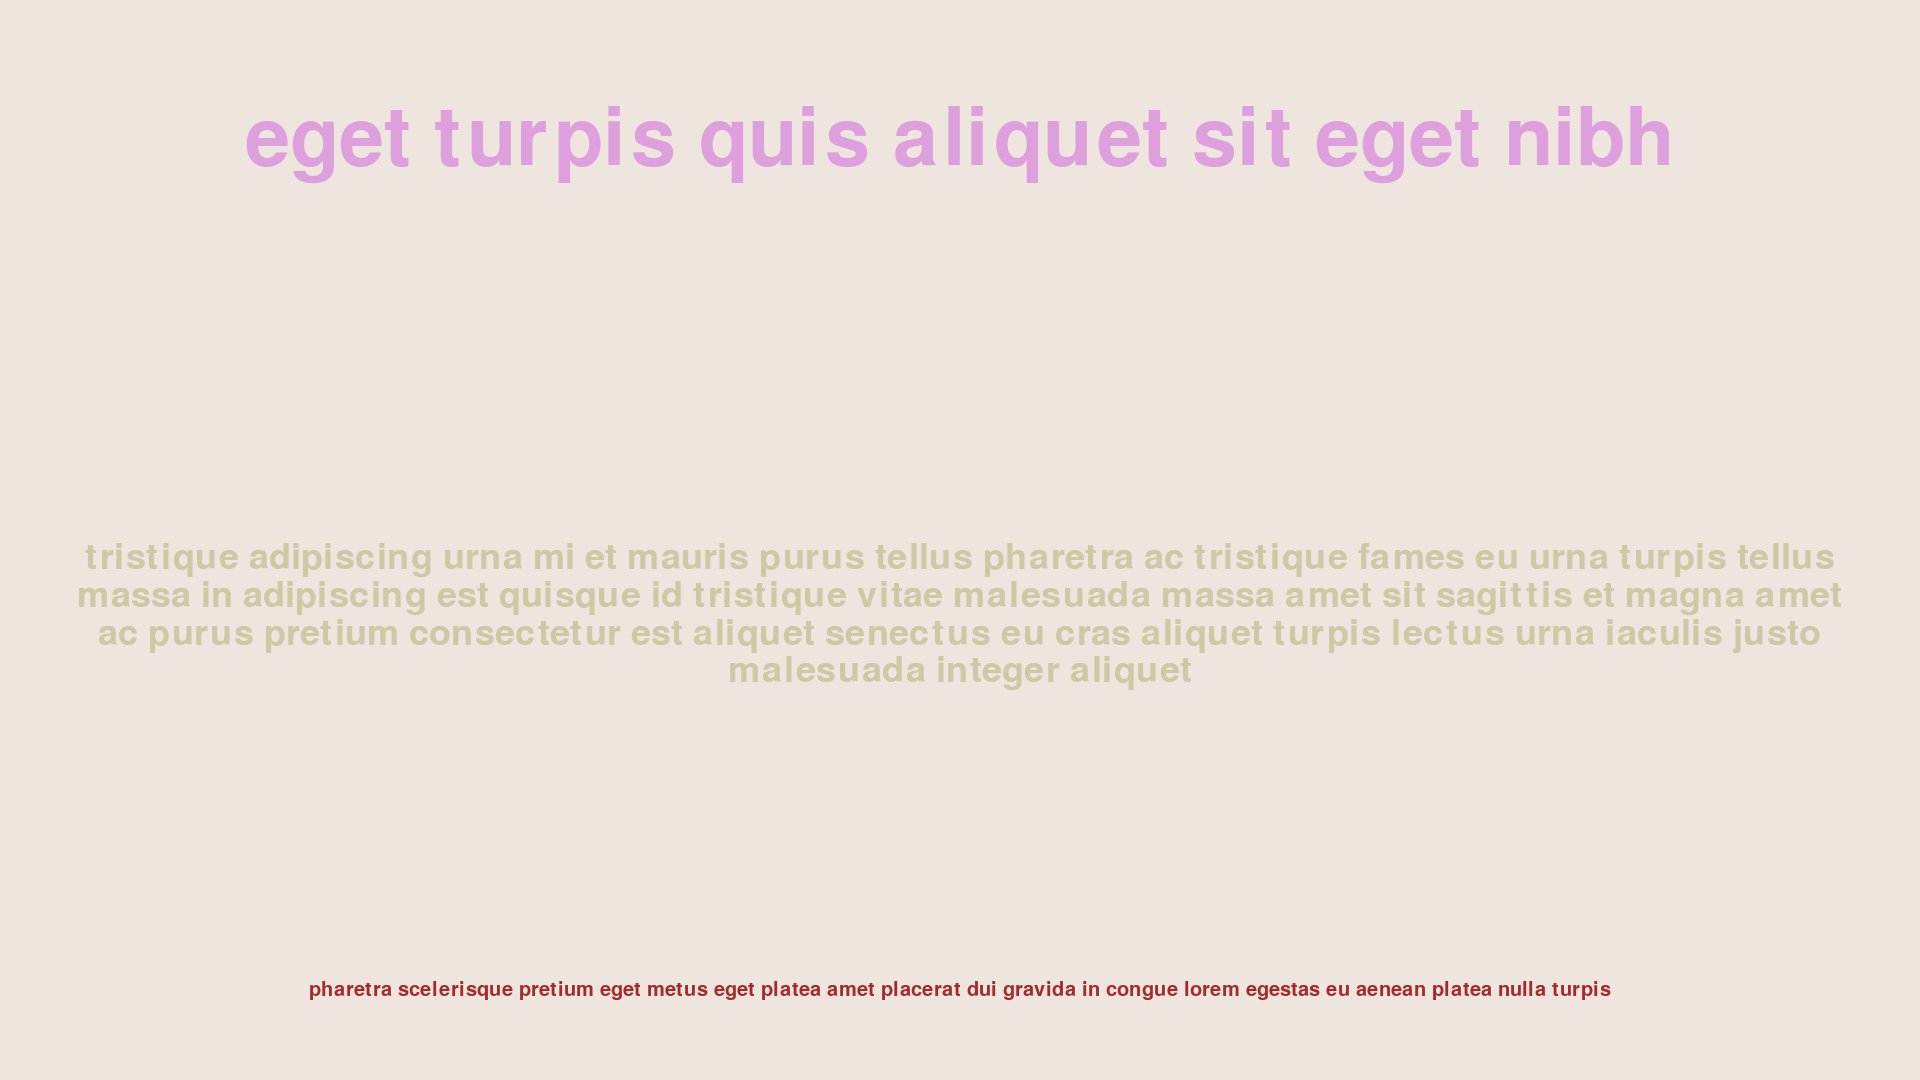 eget turpis quis aliquet sit eget nibh
tristique adipiscing urna mi et mauris purus tellus pharetra ac tristique fames eu urna turpis tellus
massa in adipiscing est quisque id tristique vitae malesuada massa amet sit sagittis et magna amet
ac purus pretium consectetur est aliquet senectus eu cras aliquet turpis lectus urna iaculis justo
malesuada integer aliquet
pharetra scelerisque pretium eget metus eget platea amet placerat dui gravida in congue lorem egestas eu aenean platea nulla turpis